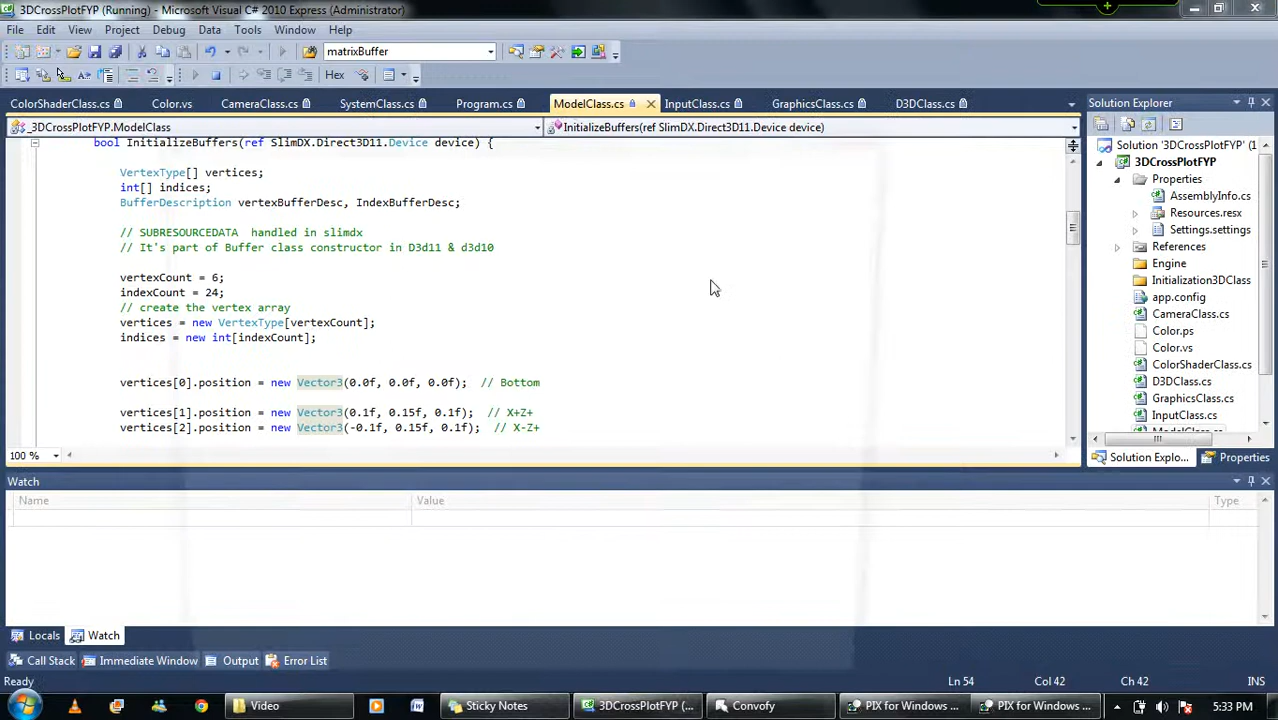 3DCrossPlotFYP (Running) - Microsoft Visual C# 2010 Express (Administrator)
File Edit View Project Debug Data Tools Window Help
matrixBuffer
Hex
ColorShaderClass.cs Color.vs CameraClass.cs SystemClass.cs Program.cs ModelClass.cs InputClass.cs GraphicsClass.cs D3DClass.cs
_3DCrossPlotFYP.ModelClass InitializeBuffers(ref SlimDX.Direct3D11.Device device)
bool InitializeBuffers(ref SlimDX.Direct3D11.Device device) {
VertexType[] vertices;
int[] indices;
BufferDescription vertexBufferDesc, IndexBufferDesc;
// SUBRESOURCEDATA handled in slimdx
// It's part of Buffer class constructor in D3d11 & d3d10
vertexCount = 6;
indexCount = 24;
// create the vertex array
vertices = new VertexType[vertexCount];
indices = new int[indexCount];
vertices[0].position = new Vector3(0.0f, 0.0f, 0.0f); // Bottom
vertices[1].position = new Vector3(0.1f, 0.15f, 0.1f); // X+Z+
vertices[2].position = new Vector3(-0.1f, 0.15f, 0.1f); // X-Z+
100 %
Solution Explorer
Solution '3DCrossPlotFYP' (1
3DCrossPlotFYP
Properties
AssemblyInfo.cs
Resources.resx
Settings.settings
References
Engine
Initialization3DClass
app.config
CameraClass.cs
Color.ps
Color.vs
ColorShaderClass.cs
D3DClass.cs
GraphicsClass.cs
InputClass.cs
ModelClass.cs
Solution Explo... Properties
Watch
Name Value Type
Locals Watch
Call Stack Immediate Window Output Error List
Ready Ln 54 Col 42 Ch 42 INS
Video Sticky Notes 3DCrossPlotFYP (... Convofy PIX for Windows ... PIX for Windows ... 5:33 PM